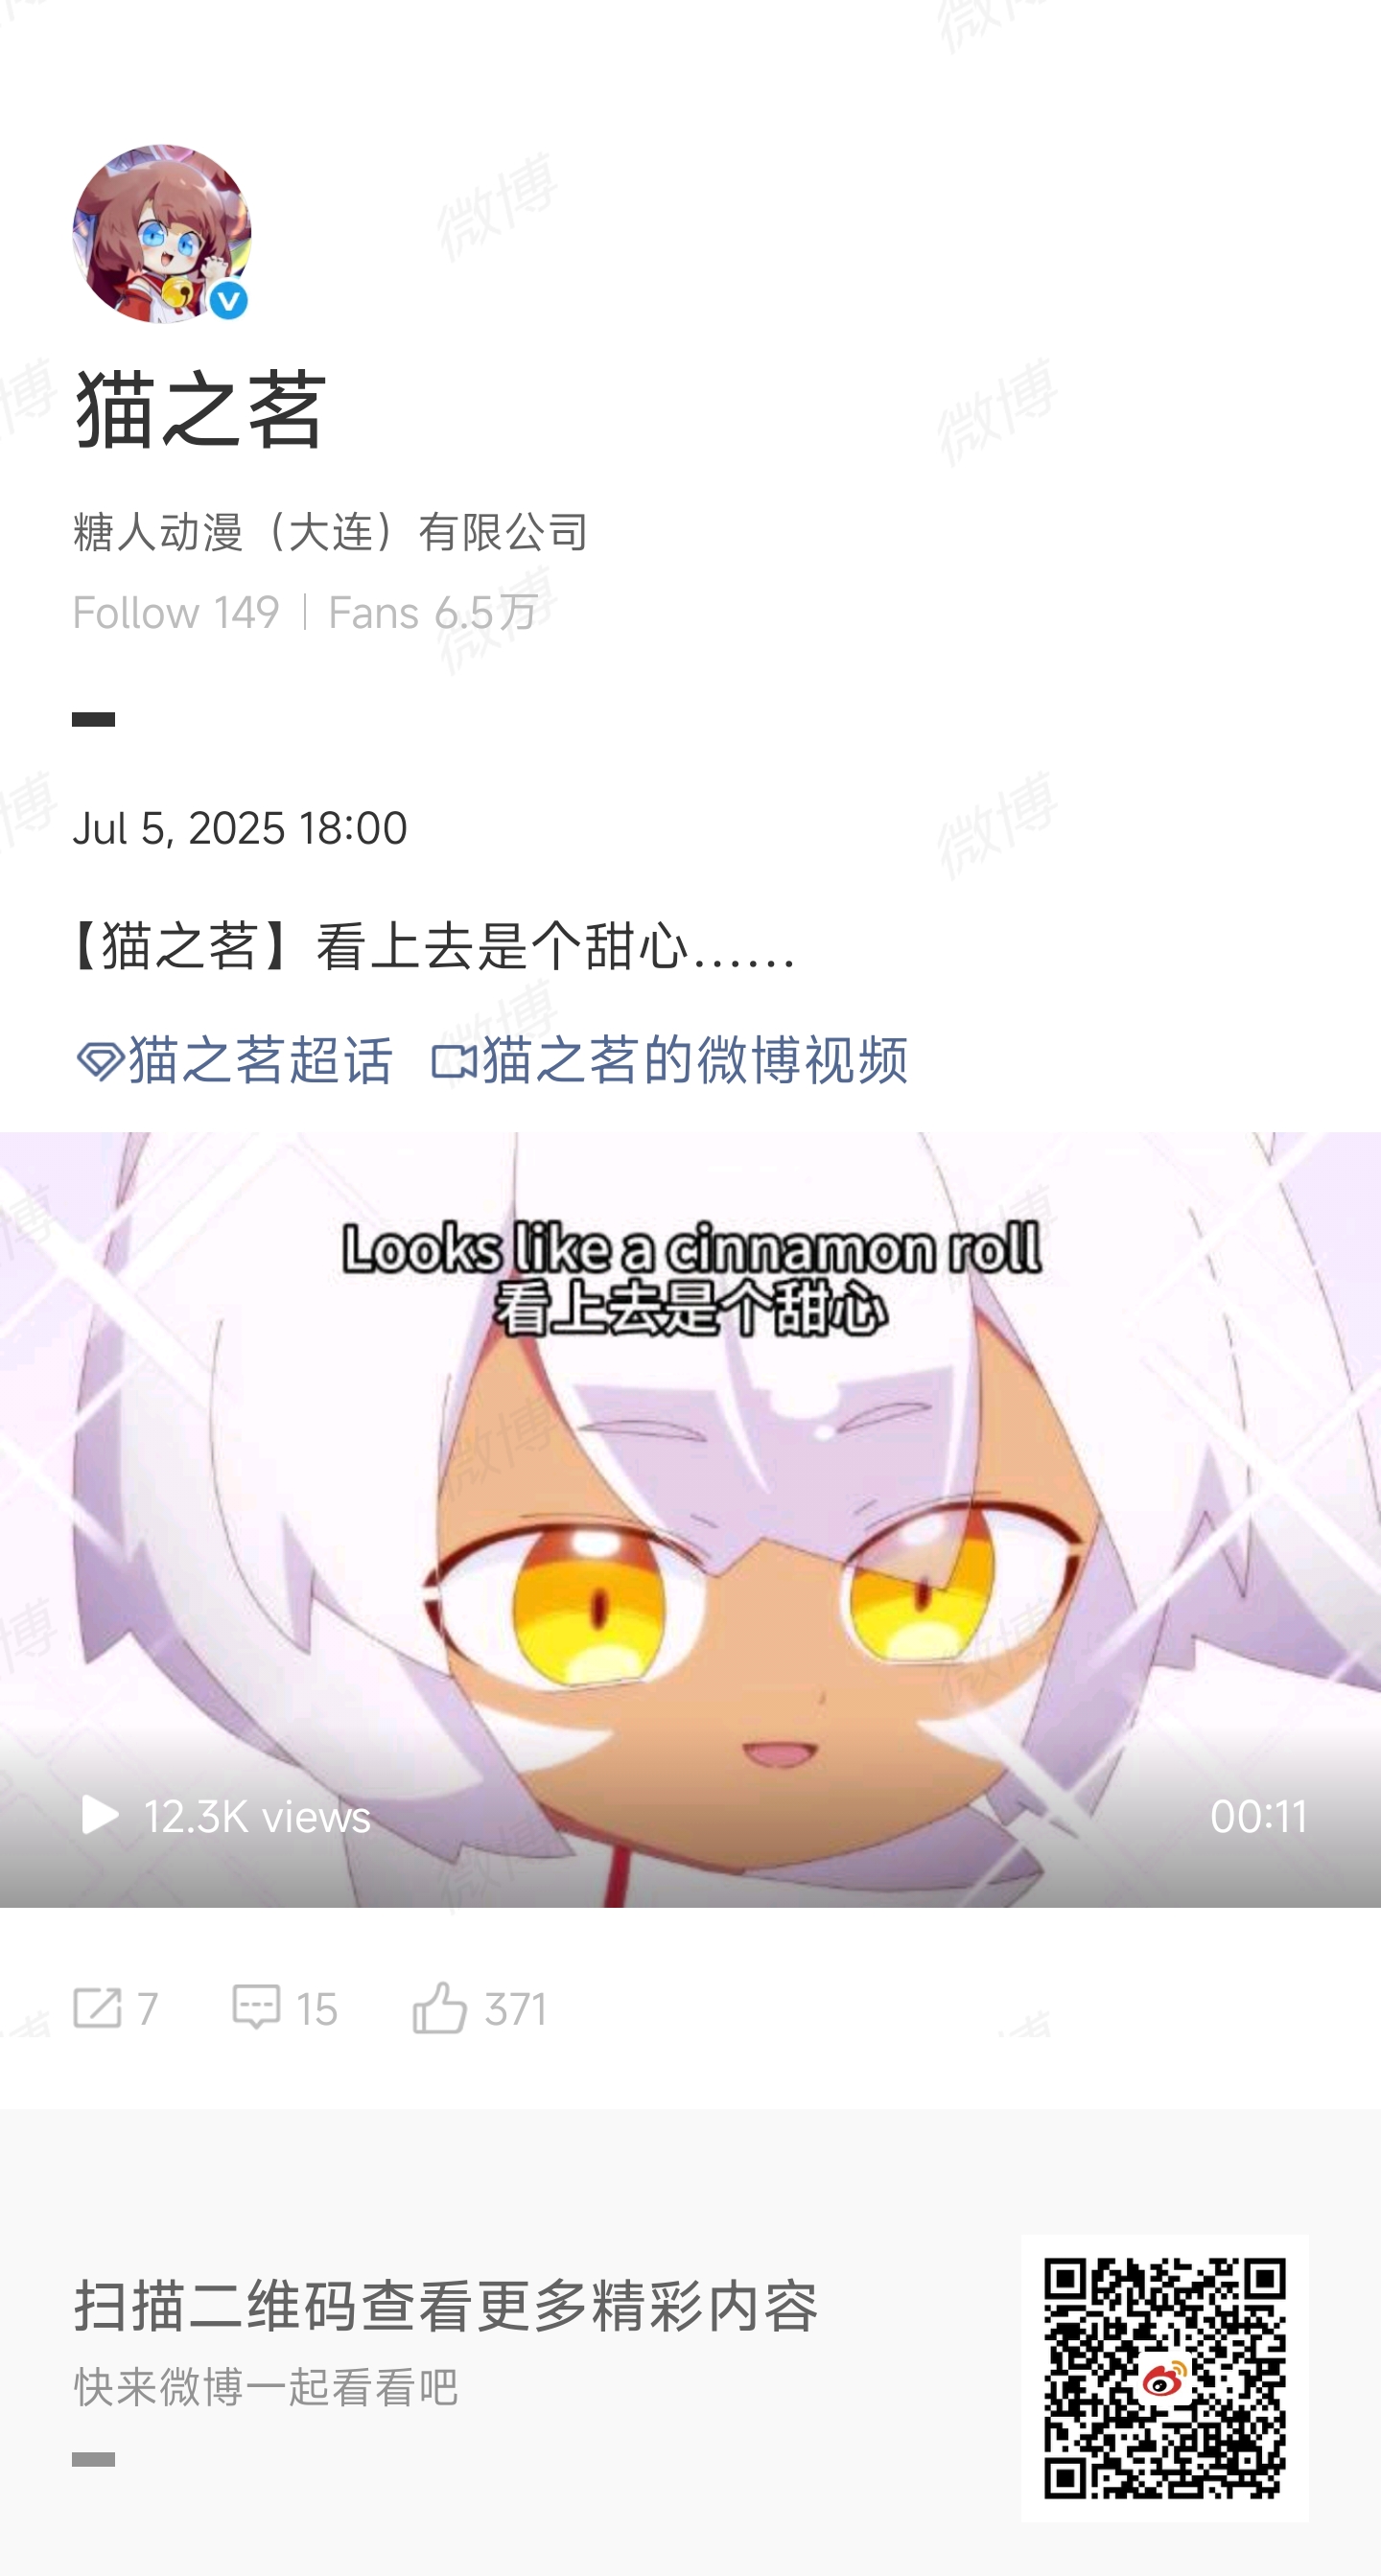 猫之茗
糖人动漫（大连）有限公司
Follow 149 | Fans 6.5万
Jul 5, 2025 18:00
【猫之茗】看上去是个甜心……
猫之茗超话 猫之茗的微博视频
Looks like a cinnamon roll
看上去是个甜心
12.3K views 00:11
7 15 371
扫描二维码查看更多精彩内容
快来微博一起看看吧
微博